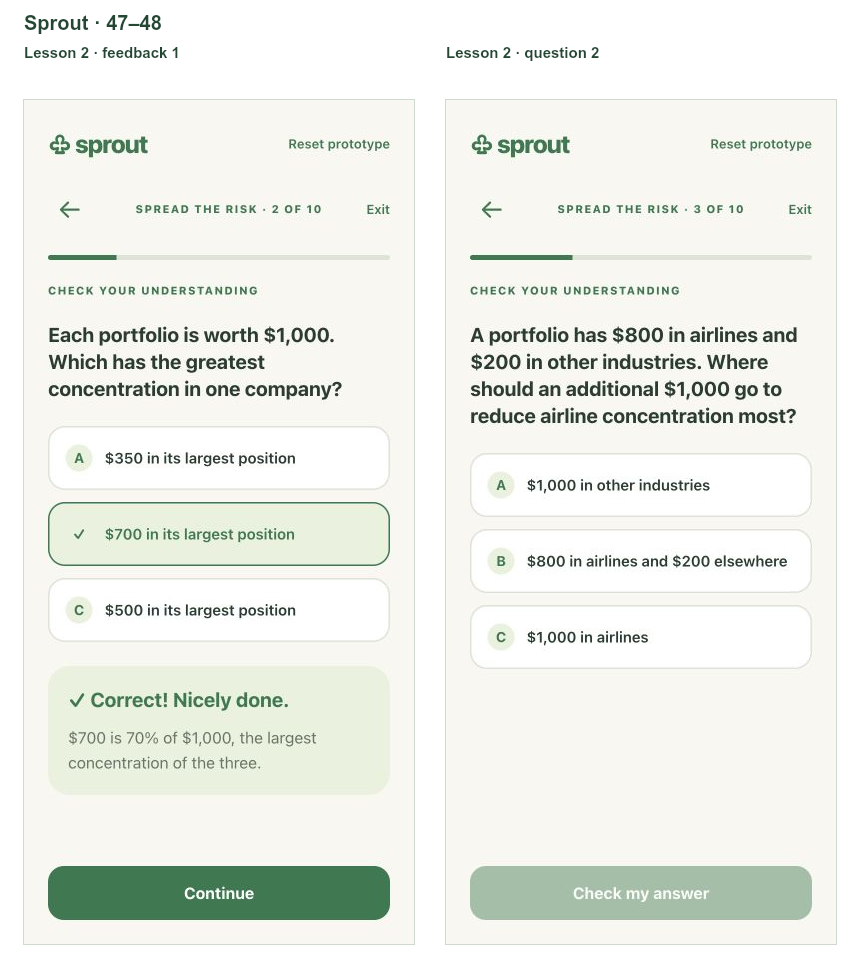 Sprout · 47–48
Lesson 2 · feedback 1
sprout
Reset prototype
SPREAD THE RISK · 2 OF 10
Exit
CHECK YOUR UNDERSTANDING
Each portfolio is worth $1,000.
Which has the greatest
concentration in one company?
A $350 in its largest position
✓ $700 in its largest position
C $500 in its largest position
✓ Correct! Nicely done.
$700 is 70% of $1,000, the largest
concentration of the three.
Continue
Lesson 2 · question 2
sprout
Reset prototype
SPREAD THE RISK · 3 OF 10
Exit
CHECK YOUR UNDERSTANDING
A portfolio has $800 in airlines and
$200 in other industries. Where
should an additional $1,000 go to
reduce airline concentration most?
A $1,000 in other industries
B $800 in airlines and $200 elsewhere
C $1,000 in airlines
Check my answer